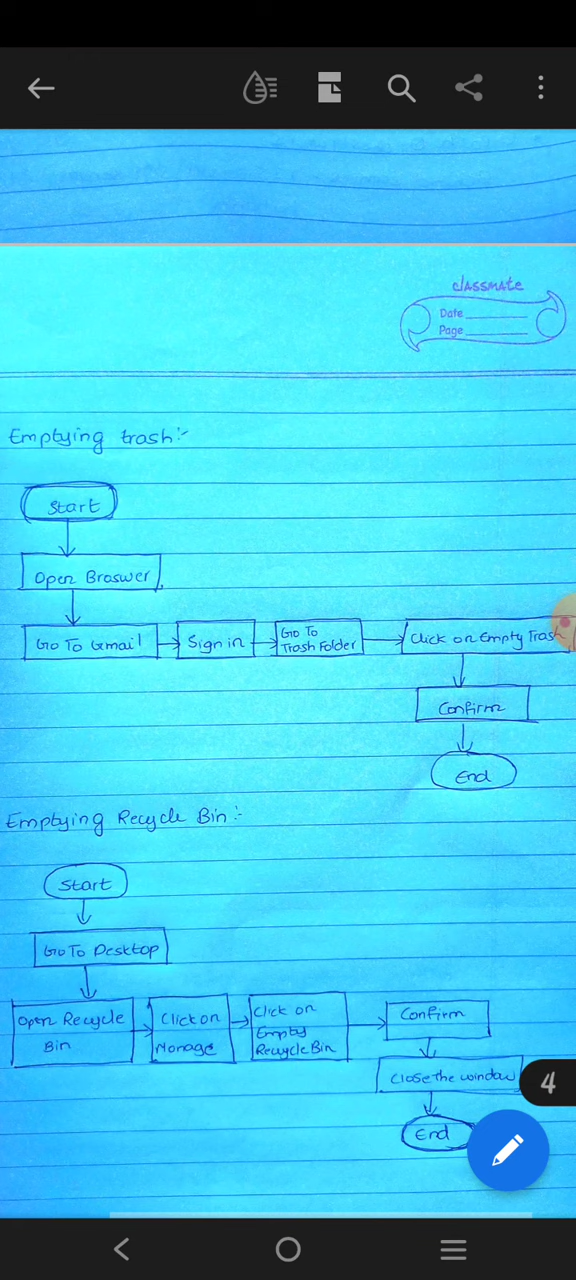 classmate
Date
Page
Emptying trash:-
Start
Open Braswer
Go To Gmail
Sign in
Go To
Trash Folder
Click on Empty Trash
Confirm
End
Emptying Recycle Bin:-
Start
Go To Desktop
Open Recycle
Bin
Click on
Manage
Click on
Empty
Recycle Bin
Confirm
Close the window
4
End